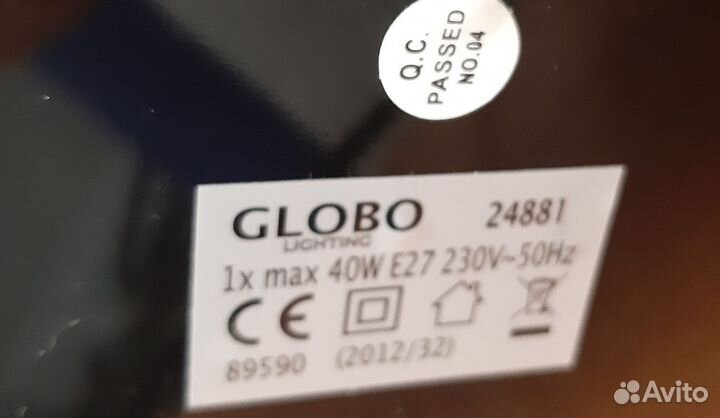 Q.C.
PASSED
NO.04
GLOBO 24881
LIGHTING
1x max 40W E27 230V~50Hz
CE
89590 (2012/32)
Avito